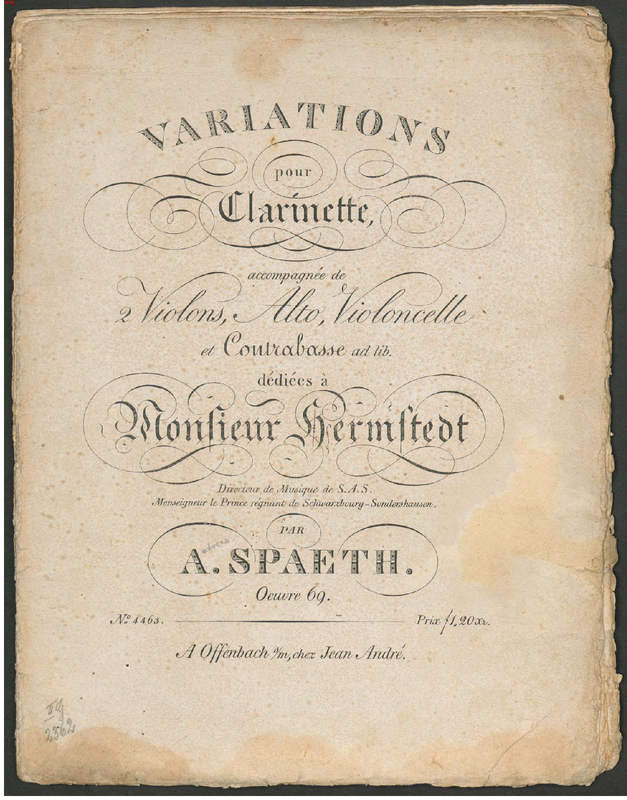 VARIATIONS
pour
Clarinette,
accompagnée de
2 Violons, Alto, Violoncelle
et Contrabasse ad lib.
dédiées à
Monſieur Hermſtedt
Directeur de Musique de S.A.S.
Monseigneur le Prince régnant de Schwarzbourg-Sondershausen.
PAR
A. SPAETH.
Oeuvre 69.
No. 4463. Prix f1,20xr.
A Offenbach a/m, chez Jean André.
2362